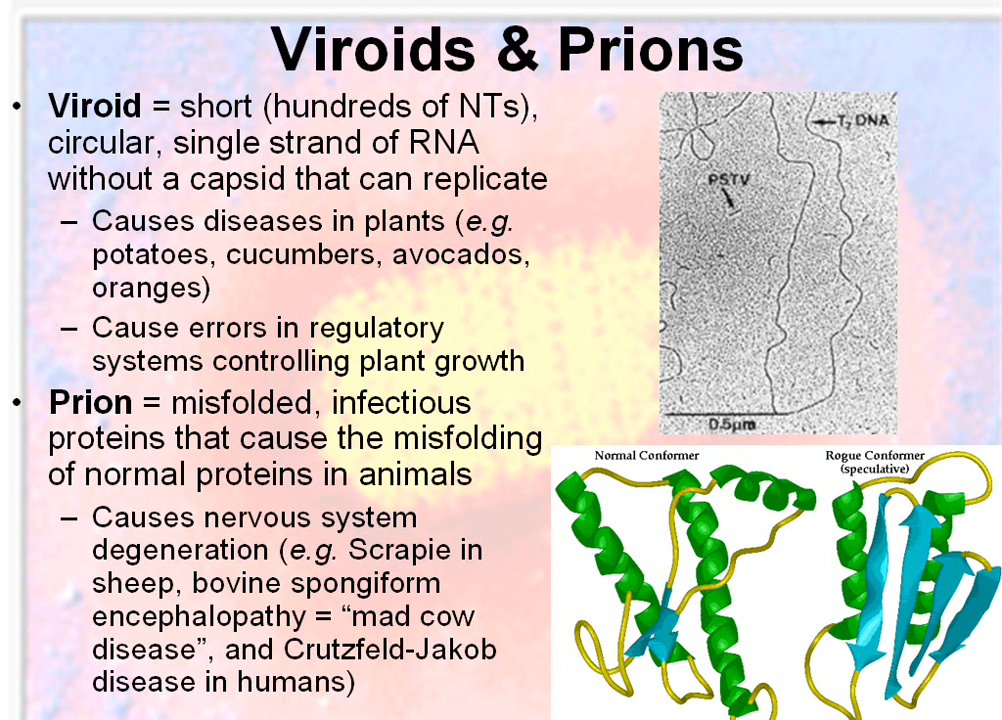 Viroids & Prions
• Viroid = short (hundreds of NTs),
circular, single strand of RNA
without a capsid that can replicate
– Causes diseases in plants (e.g.
potatoes, cucumbers, avocados,
oranges)
– Cause errors in regulatory
systems controlling plant growth
• Prion = misfolded, infectious
proteins that cause the misfolding
of normal proteins in animals
– Causes nervous system
degeneration (e.g. Scrapie in
sheep, bovine spongiform
encephalopathy = “mad cow
disease”, and Crutzfeld-Jakob
disease in humans)
T₇ DNA
PSTV
0.5µm
Normal Conformer
Rogue Conformer
(speculative)